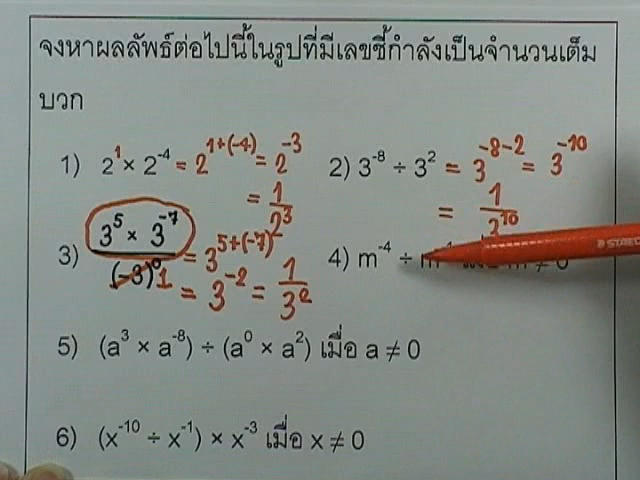 จงหาผลลัพธ์ต่อไปนี้ในรูปที่มีเลขชี้กำลังเป็นจำนวนเต็ม
บวก
1) 2¹ × 2⁻⁴ = 2¹⁺⁽⁻⁴⁾ = 2⁻³
= 1/2³
2) 3⁻⁸ ÷ 3² = 3⁻⁸⁻² = 3⁻¹⁰
= 1/3¹⁰
3) 3⁵ × 3⁻⁷ / (-3)⁰ 1 = 3⁵⁺⁽⁻⁷⁾
= 3⁻² = 1/3²
4) m⁻⁴ ÷ m ≠ 0
5) (a³ × a⁻⁸) ÷ (a⁰ × a²) เมื่อ a ≠ 0
6) (x⁻¹⁰ ÷ x⁻¹) × x⁻³ เมื่อ x ≠ 0
STAED